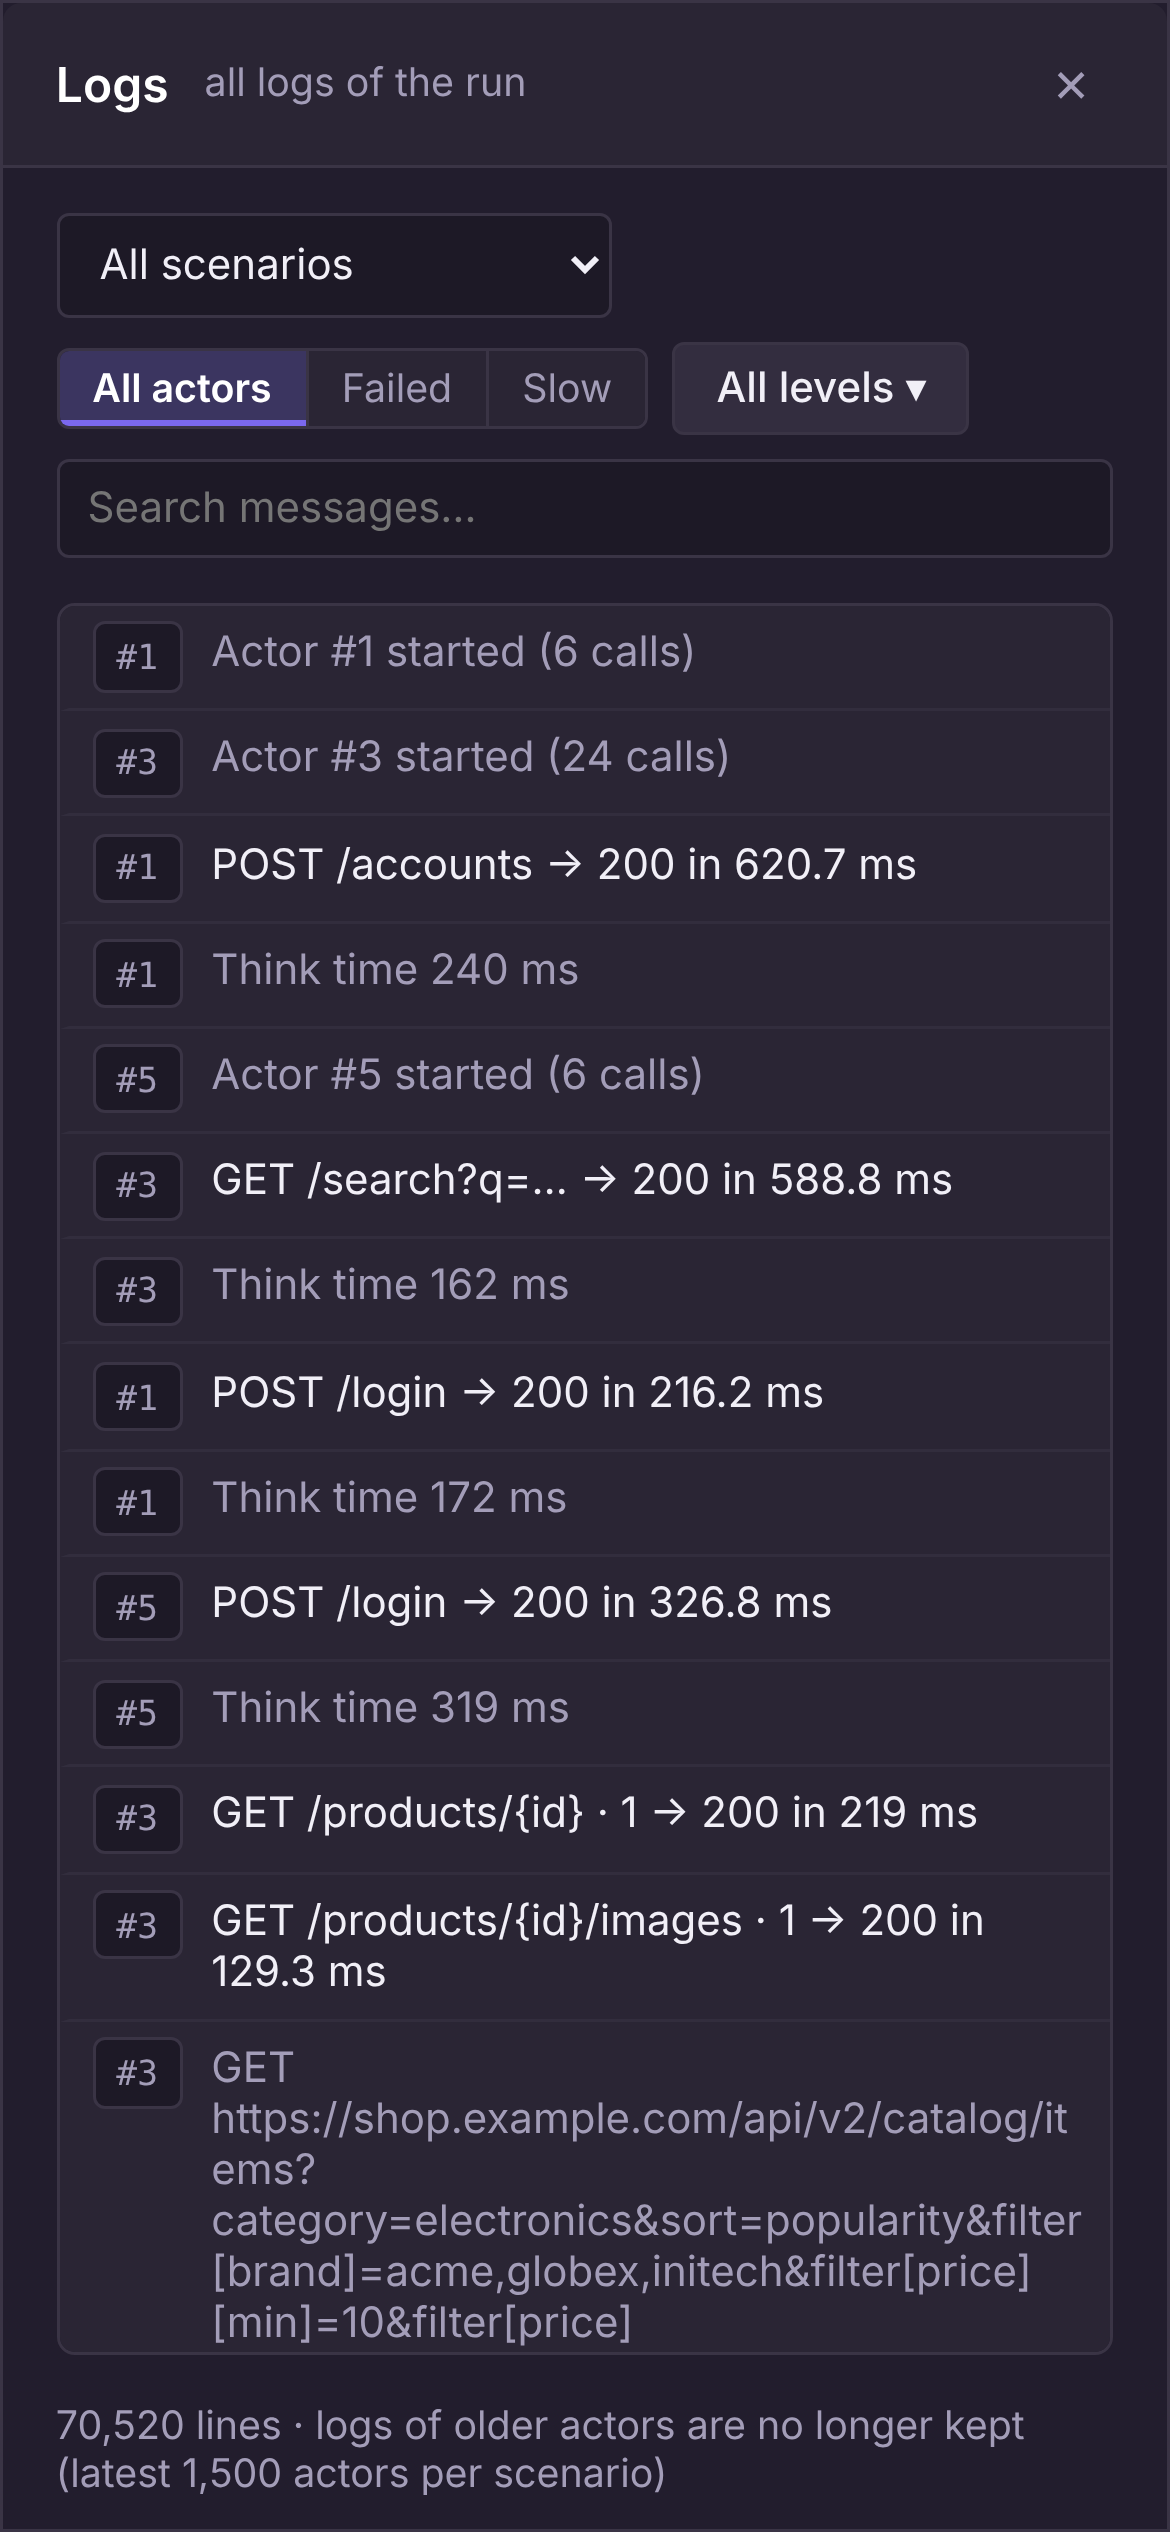 Logs all logs of the run ×
All scenarios
All actors Failed Slow All levels ▾
Search messages...
#1 Actor #1 started (6 calls)
#3 Actor #3 started (24 calls)
#1 POST /accounts → 200 in 620.7 ms
#1 Think time 240 ms
#5 Actor #5 started (6 calls)
#3 GET /search?q=... → 200 in 588.8 ms
#3 Think time 162 ms
#1 POST /login → 200 in 216.2 ms
#1 Think time 172 ms
#5 POST /login → 200 in 326.8 ms
#5 Think time 319 ms
#3 GET /products/{id} · 1 → 200 in 219 ms
#3 GET /products/{id}/images · 1 → 200 in
129.3 ms
#3 GET
https://shop.example.com/api/v2/catalog/it
ems?
category=electronics&sort=popularity&filter
[brand]=acme,globex,initech&filter[price]
[min]=10&filter[price]
70,520 lines · logs of older actors are no longer kept
(latest 1,500 actors per scenario)